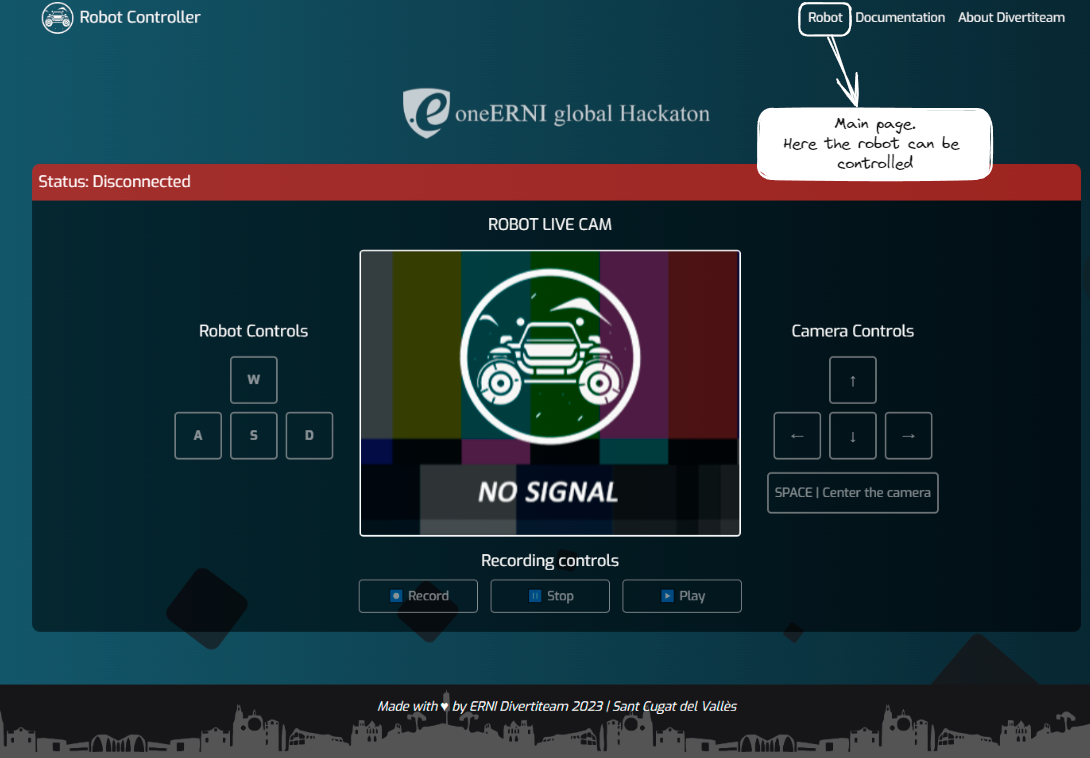 Robot Controller
Robot Documentation About Divertiteam
oneERNI global Hackaton
Main page.
Here the robot can be
controlled
Status: Disconnected
ROBOT LIVE CAM
NO SIGNAL
Robot Controls
W
A S D
Camera Controls
↑
← ↓ →
SPACE | Center the camera
Recording controls
Record Stop Play
Made with ♥ by ERNI Divertiteam 2023 | Sant Cugat del Vallès